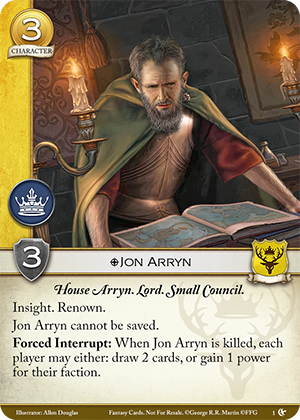 3
CHARACTER
3
JON ARRYN
House Arryn. Lord. Small Council.
Insight. Renown.
Jon Arryn cannot be saved.
Forced Interrupt: When Jon Arryn is killed, each
player may either: draw 2 cards, or gain 1 power
for their faction.
Illustrator: Allen Douglas
Fantasy Cards. Not For Resale. ©George R.R. Martin ©FFG
1